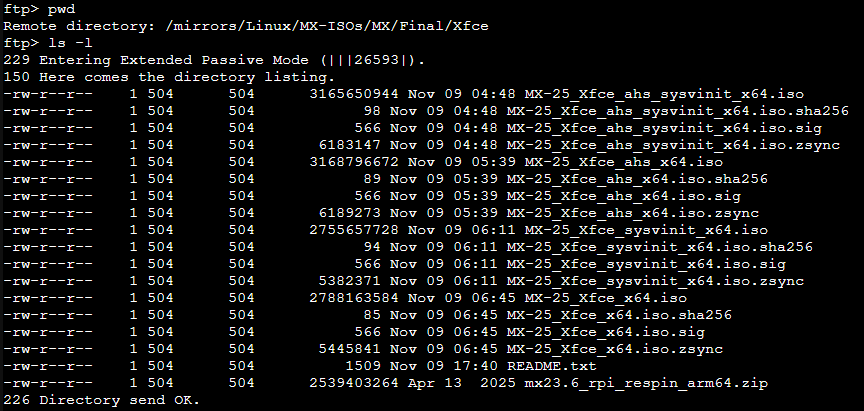 ftp> pwd
Remote directory: /mirrors/Linux/MX-ISOs/MX/Final/Xfce
ftp> ls -l
229 Entering Extended Passive Mode (|||26593|).
150 Here comes the directory listing.
-rw-r--r--    1 504      504      3165650944 Nov 09 04:48 MX-25_Xfce_ahs_sysvinit_x64.iso
-rw-r--r--    1 504      504            98 Nov 09 04:48 MX-25_Xfce_ahs_sysvinit_x64.iso.sha256
-rw-r--r--    1 504      504           566 Nov 09 04:48 MX-25_Xfce_ahs_sysvinit_x64.iso.sig
-rw-r--r--    1 504      504       6183147 Nov 09 04:48 MX-25_Xfce_ahs_sysvinit_x64.iso.zsync
-rw-r--r--    1 504      504      3168796672 Nov 09 05:39 MX-25_Xfce_ahs_x64.iso
-rw-r--r--    1 504      504            89 Nov 09 05:39 MX-25_Xfce_ahs_x64.iso.sha256
-rw-r--r--    1 504      504           566 Nov 09 05:39 MX-25_Xfce_ahs_x64.iso.sig
-rw-r--r--    1 504      504       6189273 Nov 09 05:39 MX-25_Xfce_ahs_x64.iso.zsync
-rw-r--r--    1 504      504      2755657728 Nov 09 06:11 MX-25_Xfce_sysvinit_x64.iso
-rw-r--r--    1 504      504            94 Nov 09 06:11 MX-25_Xfce_sysvinit_x64.iso.sha256
-rw-r--r--    1 504      504           566 Nov 09 06:11 MX-25_Xfce_sysvinit_x64.iso.sig
-rw-r--r--    1 504      504       5382371 Nov 09 06:11 MX-25_Xfce_sysvinit_x64.iso.zsync
-rw-r--r--    1 504      504      2788163584 Nov 09 06:45 MX-25_Xfce_x64.iso
-rw-r--r--    1 504      504            85 Nov 09 06:45 MX-25_Xfce_x64.iso.sha256
-rw-r--r--    1 504      504           566 Nov 09 06:45 MX-25_Xfce_x64.iso.sig
-rw-r--r--    1 504      504       5445841 Nov 09 06:45 MX-25_Xfce_x64.iso.zsync
-rw-r--r--    1 504      504          1509 Nov 09 17:40 README.txt
-rw-r--r--    1 504      504      2539403264 Apr 13  2025 mx23.6_rpi_respin_arm64.zip
226 Directory send OK.